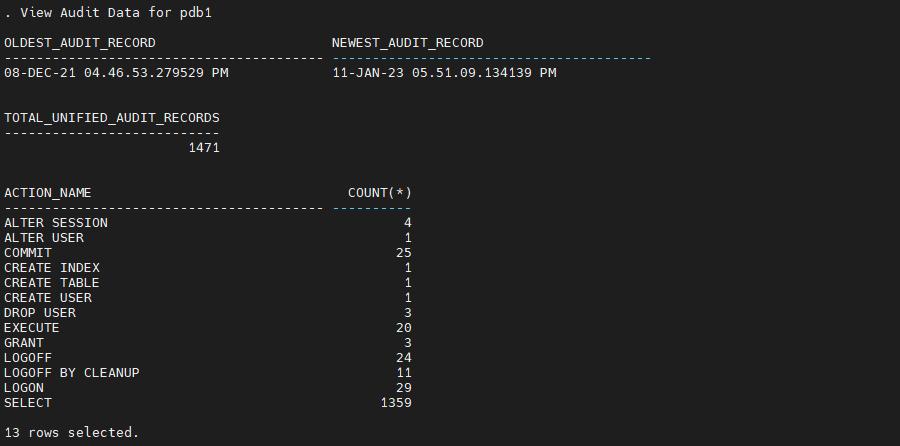 . View Audit Data for pdb1
OLDEST_AUDIT_RECORD                      NEWEST_AUDIT_RECORD
---------------------------------------- ----------------------------------------
08-DEC-21 04.46.53.279529 PM             11-JAN-23 05.51.09.134139 PM
TOTAL_UNIFIED_AUDIT_RECORDS
---------------------------
                       1471
ACTION_NAME                                COUNT(*)
---------------------------------------- ----------
ALTER SESSION                                     4
ALTER USER                                        1
COMMIT                                           25
CREATE INDEX                                      1
CREATE TABLE                                      1
CREATE USER                                       1
DROP USER                                         3
EXECUTE                                          20
GRANT                                             3
LOGOFF                                           24
LOGOFF BY CLEANUP                                11
LOGON                                            29
SELECT                                         1359
13 rows selected.